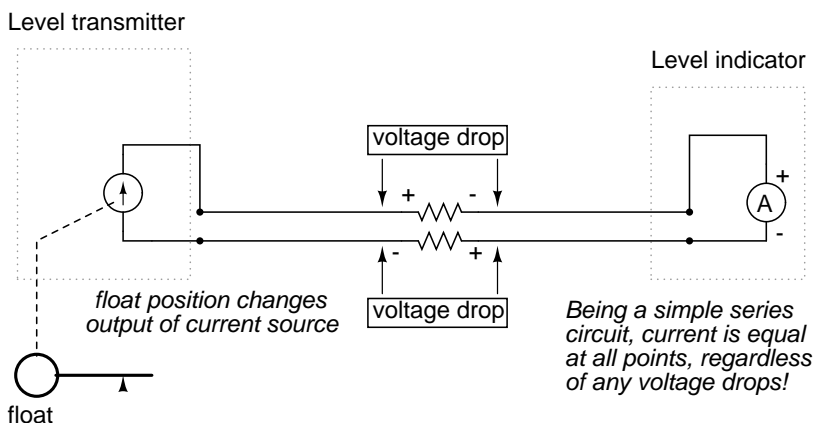 Level transmitter
Level indicator
voltage drop
+ -
+
A
-
- +
voltage drop
float position changes
output of current source
Being a simple series
circuit, current is equal
at all points, regardless
of any voltage drops!
float